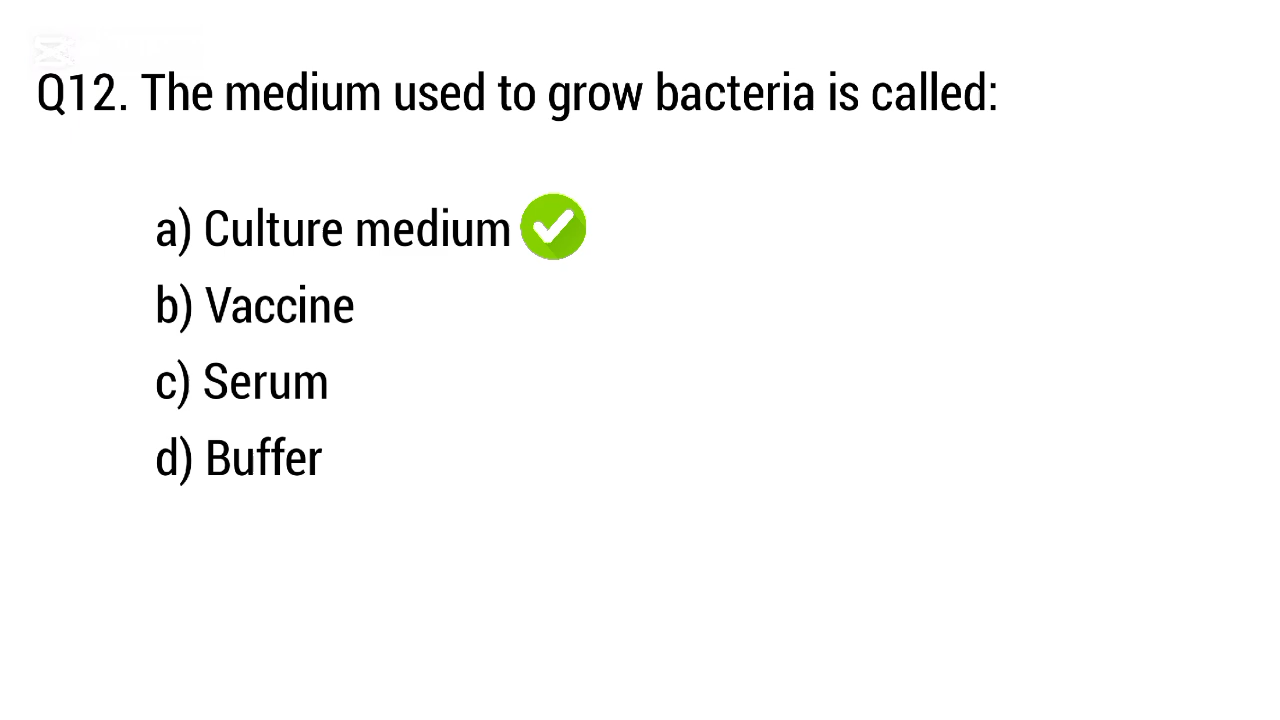 Q12. The medium used to grow bacteria is called:
a) Culture medium
b) Vaccine
c) Serum
d) Buffer